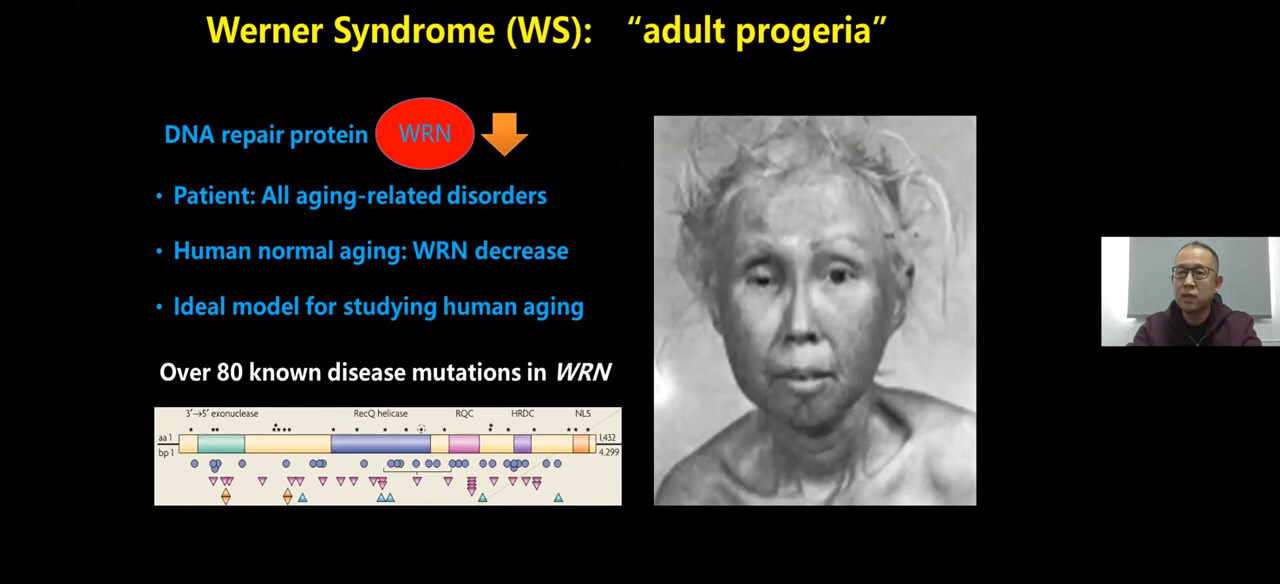 Werner Syndrome (WS): “adult progeria”
DNA repair protein WRN
• Patient: All aging-related disorders
• Human normal aging: WRN decrease
• Ideal model for studying human aging
Over 80 known disease mutations in WRN
3'→5' exonuclease RecQ helicase RQC HRDC NLS
aa 1 1,432
bp 1 4,299